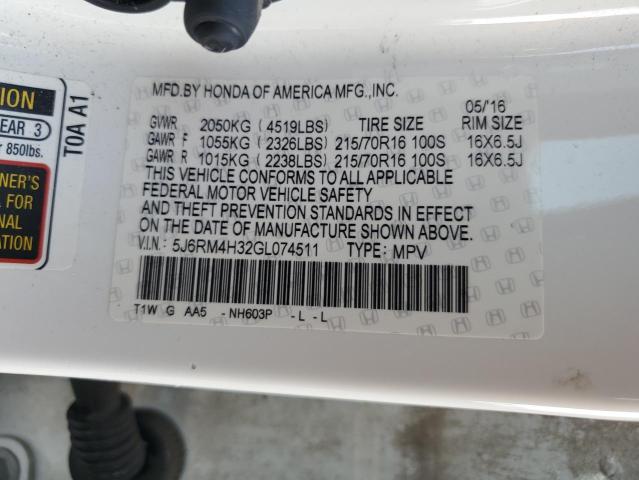 MFD.BY HONDA OF AMERICA MFG.,INC.
05/'16
GVWR 2050KG (4519LBS) TIRE SIZE RIM SIZE
GAWR F 1055KG (2326LBS) 215/70R16 100S 16X6.5J
GAWR R 1015KG (2238LBS) 215/70R16 100S 16X6.5J
THIS VEHICLE CONFORMS TO ALL APPLICABLE
FEDERAL MOTOR VEHICLE SAFETY
AND THEFT PREVENTION STANDARDS IN EFFECT
ON THE DATE OF MANUFACTURE SHOWN ABOVE.
V.I.N.: 5J6RM4H32GL074511 TYPE: MPV
T1W G AA5 -NH603P -L -L
T0A A1
ION
EAR 3
850lbs.
NER'S
L FOR
NAL
ATION